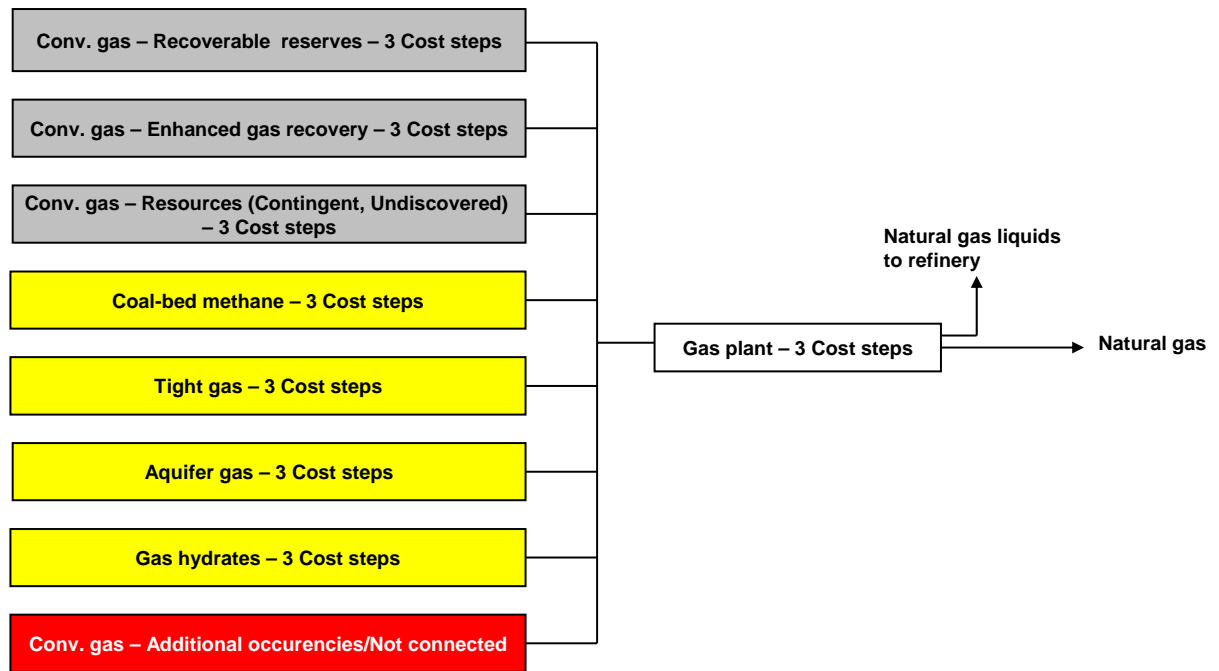 Conv. gas – Recoverable reserves – 3 Cost steps
Conv. gas – Enhanced gas recovery – 3 Cost steps
Conv. gas – Resources (Contingent, Undiscovered)
– 3 Cost steps
Natural gas liquids
to refinery
Coal-bed methane – 3 Cost steps
Gas plant – 3 Cost steps
Natural gas
Tight gas – 3 Cost steps
Aquifer gas – 3 Cost steps
Gas hydrates – 3 Cost steps
Conv. gas – Additional occurencies/Not connected